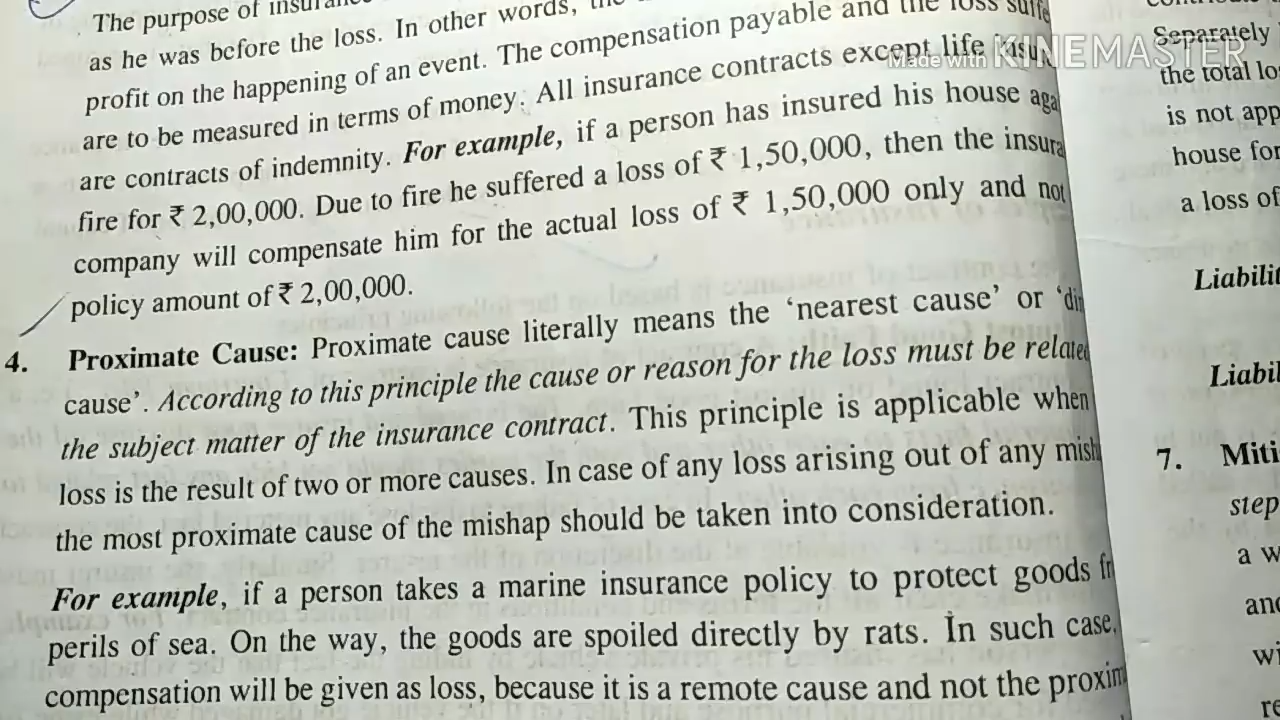 The purpose of
as he was before the loss. In other words,
profit on the happening of an event. The compensation payable and the loss
are to be measured in terms of money. All insurance contracts except life
are contracts of indemnity. For example, if a person has insured his house
fire for ₹ 2,00,000. Due to fire he suffered a loss of ₹ 1,50,000, then the
company will compensate him for the actual loss of ₹ 1,50,000 only and not
policy amount of ₹ 2,00,000.
4. Proximate Cause: Proximate cause literally means the ‘nearest cause’ or
cause’. According to this principle the cause or reason for the loss must be related
the subject matter of the insurance contract. This principle is applicable when
loss is the result of two or more causes. In case of any loss arising out of any
the most proximate cause of the mishap should be taken into consideration.
For example, if a person takes a marine insurance policy to protect goods
perils of sea. On the way, the goods are spoiled directly by rats. In such case,
compensation will be given as loss, because it is a remote cause and not the
Made with KINEMASTER
Separately
the total
is not
house for
a loss of
7.
step
a